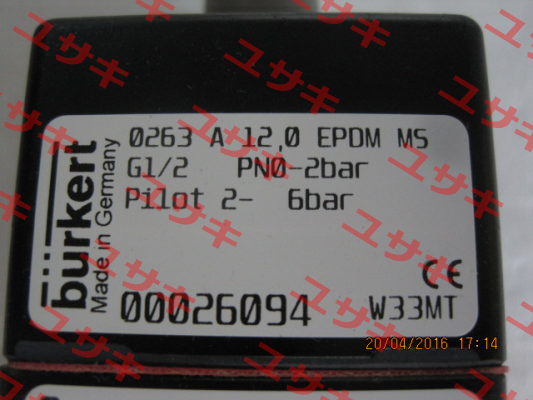 0263 A 12,0 EPDM MS
G1/2 PN0-2bar
Pilot 2- 6bar
burkert
Made in Germany
CE
00026094 W33MT
20/04/2016 17:14
ユサキ